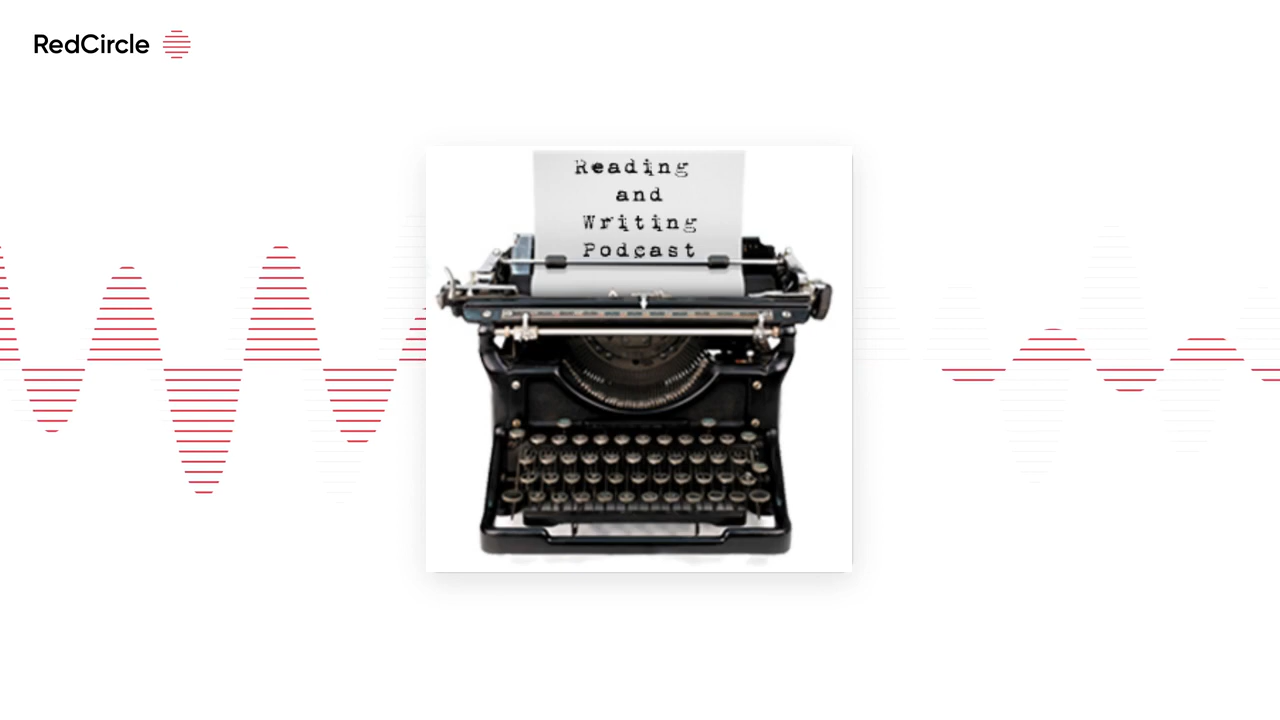 RedCircle
Reading
and
Writing
Podcast